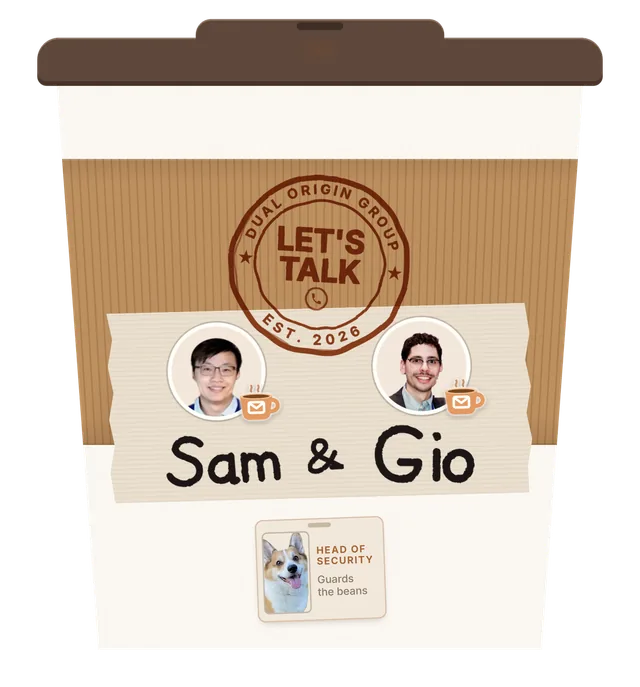 DUAL ORIGIN GROUP
LET'S
TALK
EST. 2026
Sam & Gio
HEAD OF
SECURITY
Guards
the beans